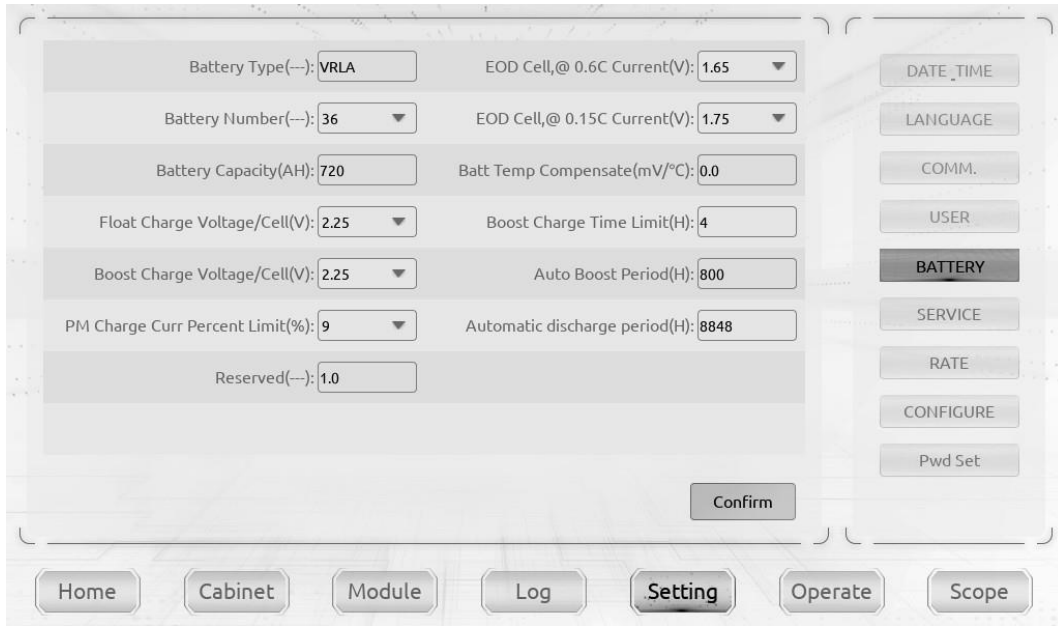 Battery Type(---): VRLA EOD Cell,@ 0.6C Current(V): 1.65
Battery Number(---): 36 EOD Cell,@ 0.15C Current(V): 1.75
Battery Capacity(AH): 720 Batt Temp Compensate(mV/°C): 0.0
Float Charge Voltage/Cell(V): 2.25 Boost Charge Time Limit(H): 4
Boost Charge Voltage/Cell(V): 2.25 Auto Boost Period(H): 800
PM Charge Curr Percent Limit(%): 9 Automatic discharge period(H): 8848
Reserved(---): 1.0
Confirm
DATE_TIME
LANGUAGE
COMM.
USER
BATTERY
SERVICE
RATE
CONFIGURE
Pwd Set
Home Cabinet Module Log Setting Operate Scope